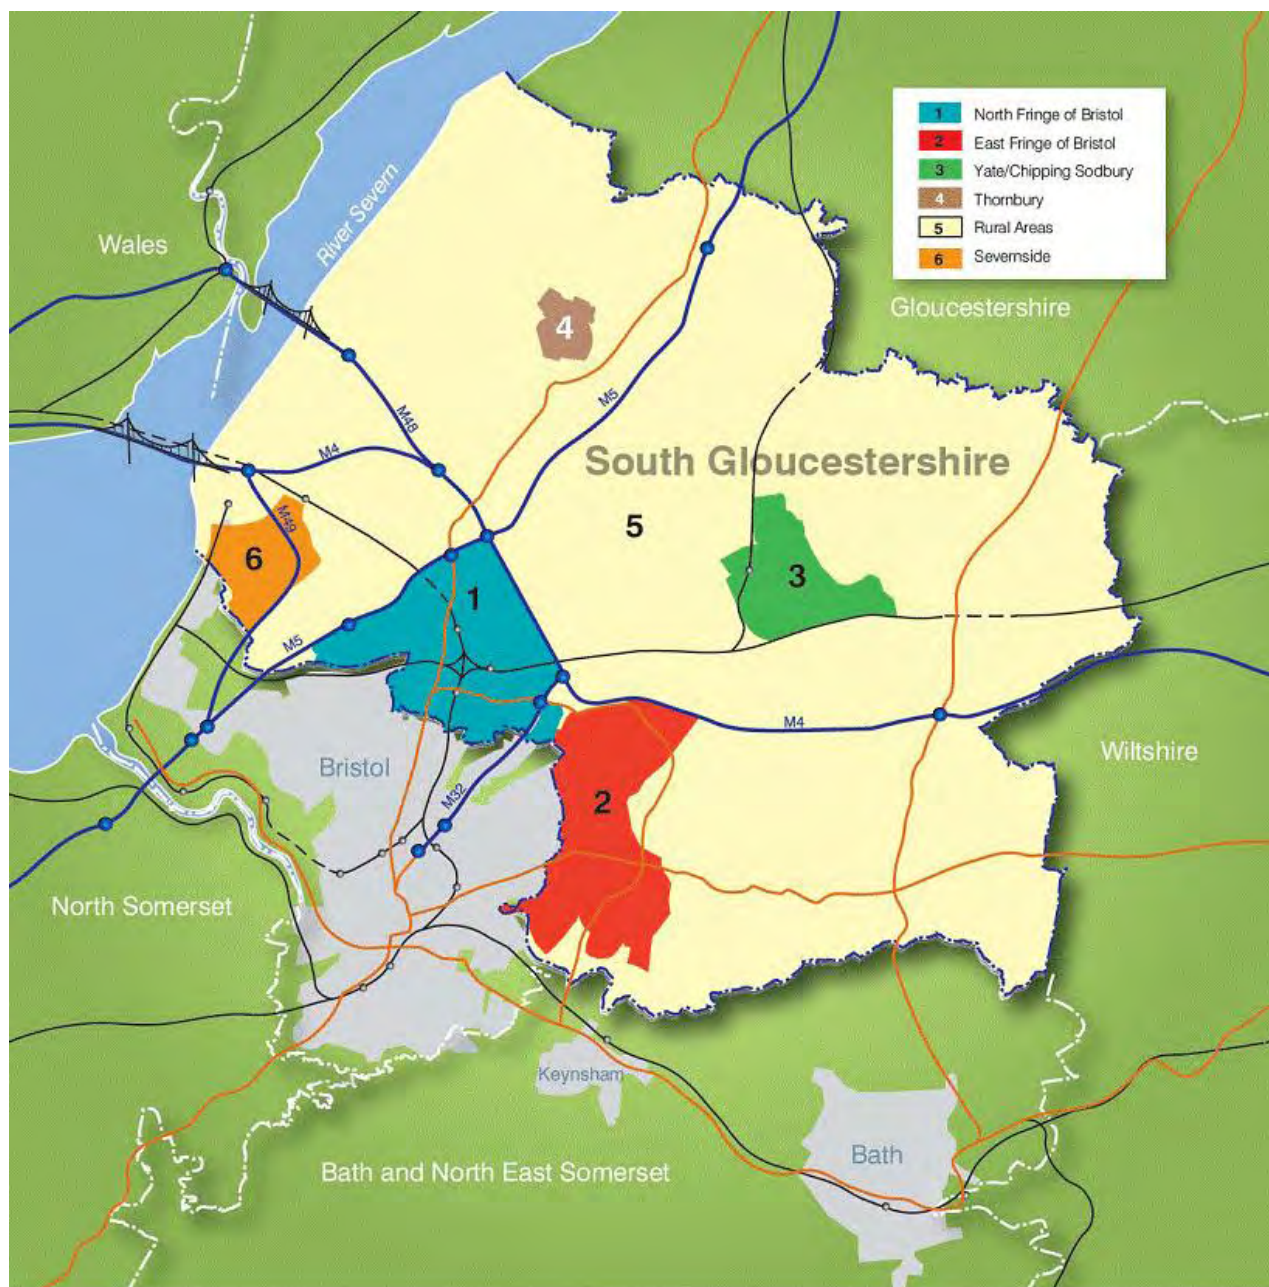 1 North Fringe of Bristol
2 East Fringe of Bristol
3 Yate/Chipping Sodbury
4 Thornbury
5 Rural Areas
6 Severnside
River Severn
Wales
Gloucestershire
4
M5
M48
M4
South Gloucestershire
M49
5
6
3
1
M5
M4
Wiltshire
Bristol
M32
2
North Somerset
Keynsham
Bath
Bath and North East Somerset